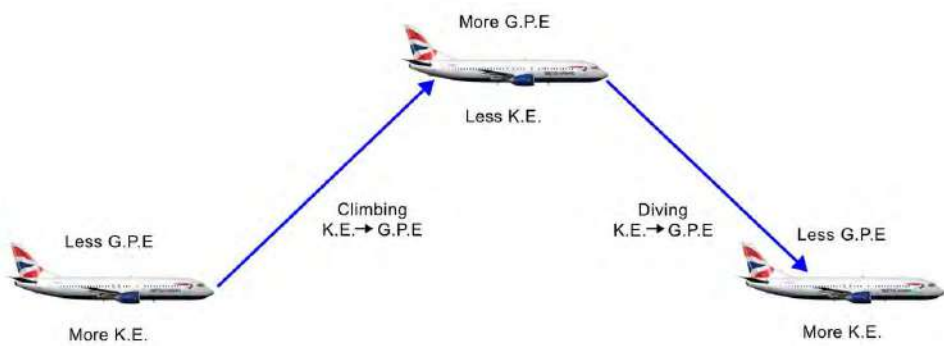 More G.P.E
Less K.E.
Climbing
K.E.→ G.P.E
Diving
K.E.→ G.P.E
Less G.P.E
More K.E.
Less G.P.E
More K.E.